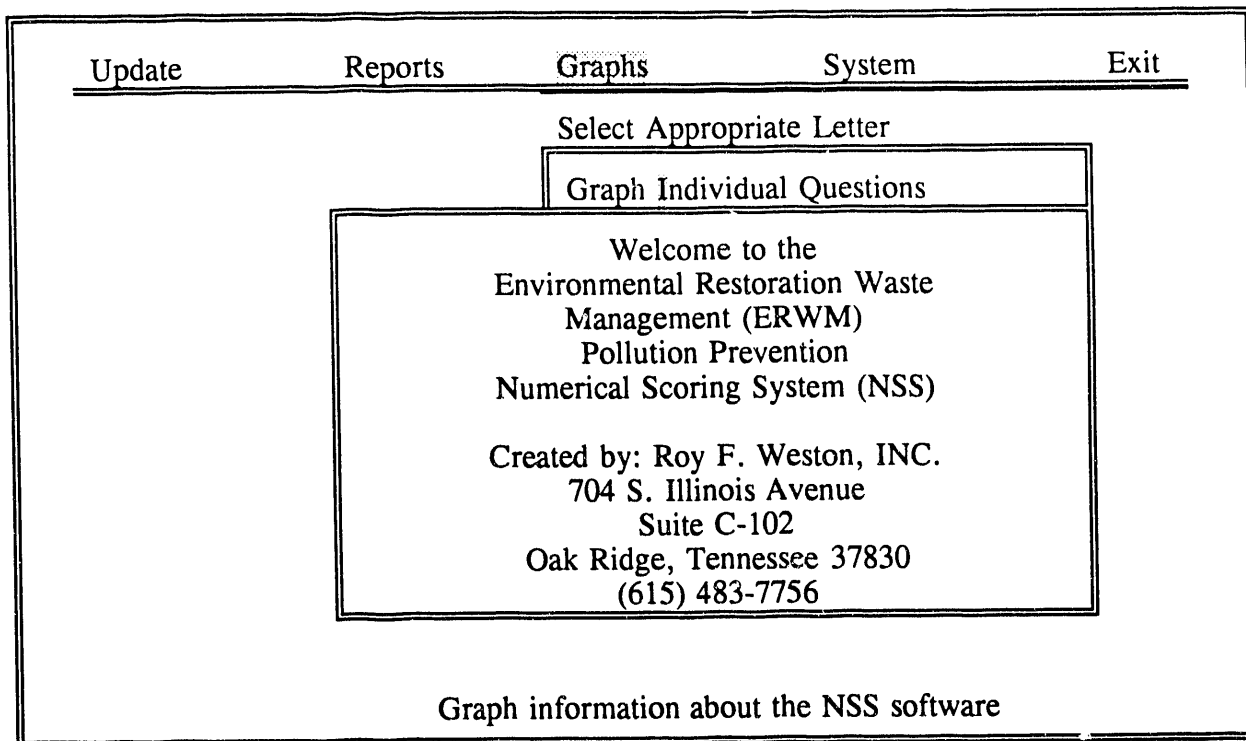 Update Reports Graphs System Exit
Select Appropriate Letter
Graph Individual Questions
Welcome to the
Environmental Restoration Waste
Management (ERWM)
Pollution Prevention
Numerical Scoring System (NSS)
Created by: Roy F. Weston, INC.
704 S. Illinois Avenue
Suite C-102
Oak Ridge, Tennessee 37830
(615) 483-7756
Graph information about the NSS software